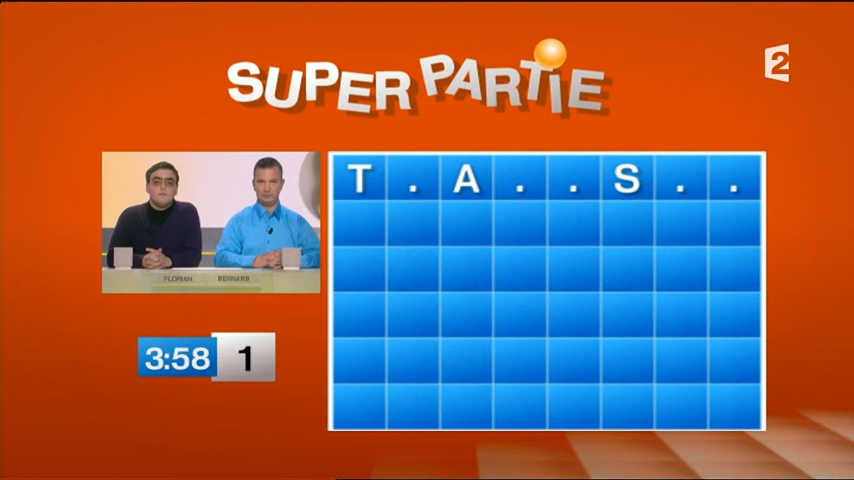 SUPER PARTIE
2
T . A . . S . .
FLORIAN BERNARD
3:58 1